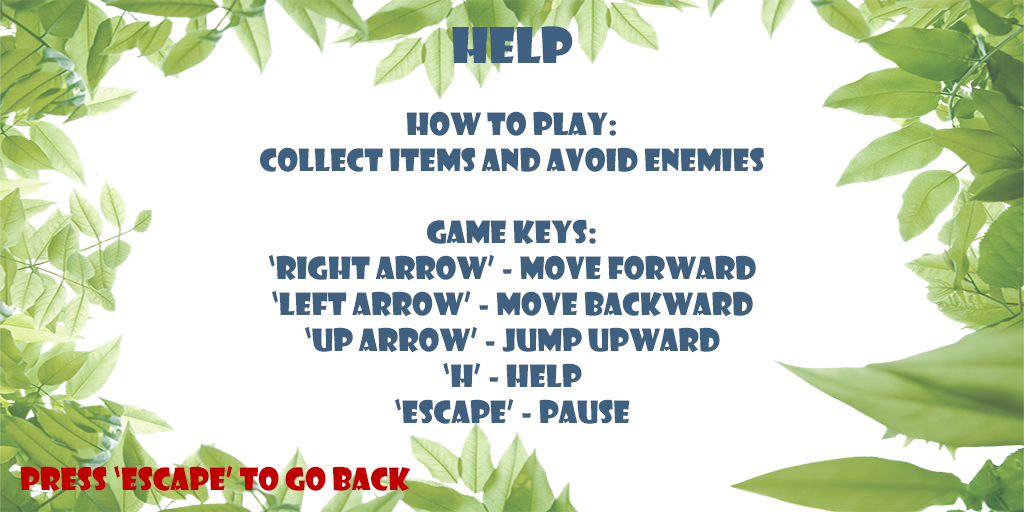 HELP
HOW TO PLAY:
COLLECT ITEMS AND AVOID ENEMIES
GAME KEYS:
‘RIGHT ARROW’ - MOVE FORWARD
‘LEFT ARROW’ - MOVE BACKWARD
‘UP ARROW’ - JUMP UPWARD
‘H’ - HELP
‘ESCAPE’ - PAUSE
PRESS ‘ESCAPE’ TO GO BACK